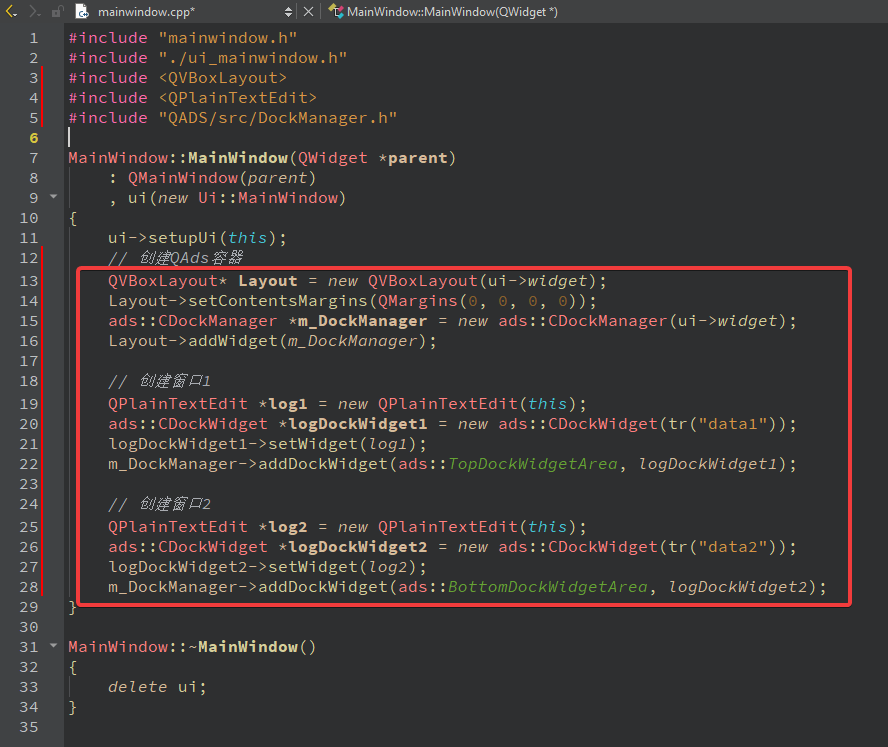 mainwindow.cpp* MainWindow::MainWindow(QWidget *)
1 #include "mainwindow.h"
2 #include "./ui_mainwindow.h"
3 #include <QVBoxLayout>
4 #include <QPlainTextEdit>
5 #include "QADS/src/DockManager.h"
6
7 MainWindow::MainWindow(QWidget *parent)
8     : QMainWindow(parent)
9     , ui(new Ui::MainWindow)
10 {
11     ui->setupUi(this);
12     // 创建QAds容器
13     QVBoxLayout* Layout = new QVBoxLayout(ui->widget);
14     Layout->setContentsMargins(QMargins(0, 0, 0, 0));
15     ads::CDockManager *m_DockManager = new ads::CDockManager(ui->widget);
16     Layout->addWidget(m_DockManager);
17
18     // 创建窗口1
19     QPlainTextEdit *log1 = new QPlainTextEdit(this);
20     ads::CDockWidget *logDockWidget1 = new ads::CDockWidget(tr("data1"));
21     logDockWidget1->setWidget(log1);
22     m_DockManager->addDockWidget(ads::TopDockWidgetArea, logDockWidget1);
23
24     // 创建窗口2
25     QPlainTextEdit *log2 = new QPlainTextEdit(this);
26     ads::CDockWidget *logDockWidget2 = new ads::CDockWidget(tr("data2"));
27     logDockWidget2->setWidget(log2);
28     m_DockManager->addDockWidget(ads::BottomDockWidgetArea, logDockWidget2);
29 }
30
31 MainWindow::~MainWindow()
32 {
33     delete ui;
34 }
35